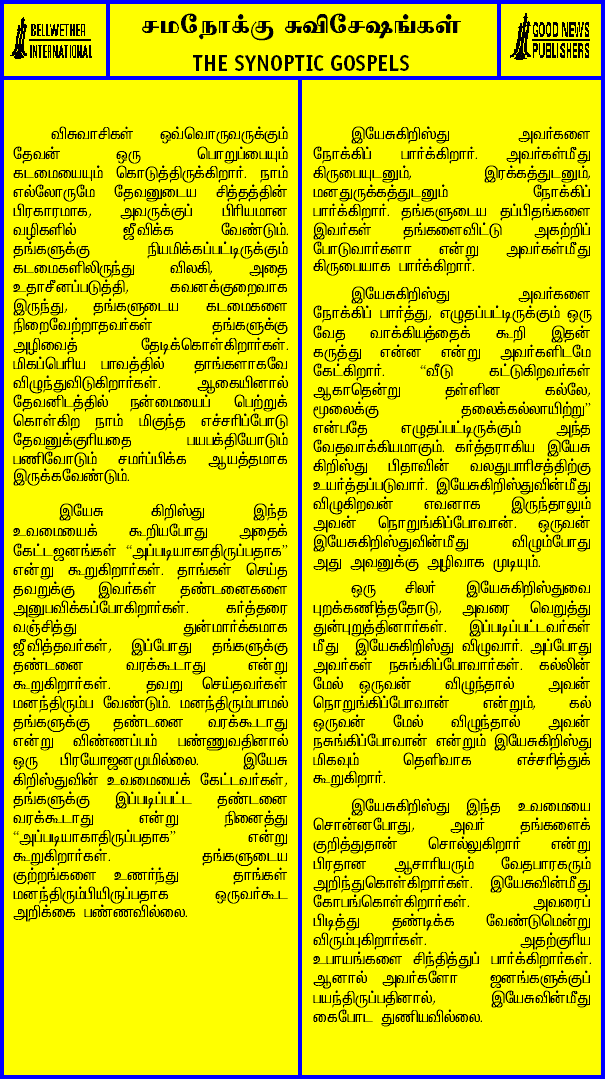 BELLWETHER
INTERNATIONAL
சமநோக்கு சுவிசேஷங்கள்
THE SYNOPTIC GOSPELS
GOOD NEWS
PUBLISHERS
விசுவாசிகள் ஒவ்வொருவருக்கும்
தேவன் ஒரு பொறுப்பையும்
கடமையையும் கொடுத்திருக்கிறார். நாம்
எல்லோருமே தேவனுடைய சித்தத்தின்
பிரகாரமாக, அவருக்குப் பிரியமான
வழிகளில் ஜீவிக்க வேண்டும்.
தங்களுக்கு நியமிக்கப்பட்டிருக்கும்
கடமைகளிலிருந்து விலகி, அதை
உதாசீனப்படுத்தி, கவனக்குறைவாக
இருந்து, தங்களுடைய கடமைகளை
நிறைவேற்றாதவர்கள் தங்களுக்கு
அழிவைத் தேடிக்கொள்கிறார்கள்.
மிகப்பெரிய பாவத்தில் தாங்களாகவே
விழுந்துவிடுகிறார்கள். ஆகையினால்
தேவனிடத்தில் நன்மையைப் பெற்றுக்
கொள்கிற நாம் மிகுந்த எச்சரிப்போடு
தேவனுக்குரியதை பயபக்தியோடும்
பணிவோடும் சமர்ப்பிக்க ஆயத்தமாக
இருக்கவேண்டும்.
இயேசு கிறிஸ்து இந்த
உவமையைக் கூறியபோது அதைக்
கேட்டஜனங்கள் “அப்படியாகாதிருப்பதாக”
என்று கூறுகிறார்கள். தாங்கள் செய்த
தவறுக்கு இவர்கள் தண்டனைகளை
அனுபவிக்கப்போகிறார்கள். கர்த்தரை
வஞ்சித்து துன்மார்க்கமாக
ஜீவித்தவர்கள், இப்போது தங்களுக்கு
தண்டனை வரக்கூடாது என்று
கூறுகிறார்கள். தவறு செய்தவர்கள்
மனந்திரும்ப வேண்டும். மனந்திரும்பாமல்
தங்களுக்கு தண்டனை வரக்கூடாது
என்று விண்ணப்பம் பண்ணுவதினால்
ஒரு பிரயோஜனமுமில்லை. இயேசு
கிறிஸ்துவின் உவமையைக் கேட்டவர்கள்,
தங்களுக்கு இப்படிப்பட்ட தண்டனை
வரக்கூடாது என்று நினைத்து
“அப்படியாகாதிருப்பதாக” என்று
கூறுகிறார்கள். தங்களுடைய
குற்றங்களை உணர்ந்து தாங்கள்
மனந்திரும்பியிருப்பதாக ஒருவர்கூட
அறிக்கை பண்ணவில்லை.
இயேசுகிறிஸ்து அவர்களை
நோக்கிப் பார்க்கிறார். அவர்கள்மீது
கிருபையுடனும், இரக்கத்துடனும்,
மனதுருக்கத்துடனும் நோக்கிப்
பார்க்கிறார். தங்களுடைய தப்பிதங்களை
இவர்கள் தங்களைவிட்டு அகற்றிப்
போடுவார்களா என்று அவர்கள்மீது
கிருபையாக பார்க்கிறார்.
இயேசுகிறிஸ்து அவர்களை
நோக்கிப் பார்த்து, எழுதப்பட்டிருக்கும் ஒரு
வேத வாக்கியத்தைக் கூறி இதன்
கருத்து என்ன என்று அவர்களிடமே
கேட்கிறார். “வீடு கட்டுகிறவர்கள்
ஆகாதென்று தள்ளின கல்லே,
மூலைக்கு தலைக்கல்லாயிற்று”
என்பதே எழுதப்பட்டிருக்கும் அந்த
வேதவாக்கியமாகும். கர்த்தராகிய இயேசு
கிறிஸ்து பிதாவின் வலதுபாரிசத்திற்கு
உயர்த்தப்படுவார். இயேசுகிறிஸ்துவின்மீது
விழுகிறவன் எவனாக இருந்தாலும்
அவன் நொறுங்கிப்போவான். ஒருவன்
இயேசுகிறிஸ்துவின்மீது விழும்போது
அது அவனுக்கு அழிவாக முடியும்.
ஒரு சிலர் இயேசுகிறிஸ்துவை
புறக்கணித்ததோடு, அவரை வெறுத்து
துன்புறுத்தினார்கள். இப்படிப்பட்டவர்கள்
மீது இயேசுகிறிஸ்து விழுவார். அப்போது
அவர்கள் நசுங்கிப்போவார்கள். கல்லின்
மேல் ஒருவன் விழுந்தால் அவன்
நொறுங்கிப்போவான் என்றும், கல்
ஒருவன் மேல் விழுந்தால் அவன்
நசுங்கிப்போவான் என்றும் இயேசுகிறிஸ்து
மிகவும் தெளிவாக எச்சரித்துக்
கூறுகிறார்.
இயேசுகிறிஸ்து இந்த உவமையை
சொன்னபோது, அவர் தங்களைக்
குறித்துதான் சொல்லுகிறார் என்று
பிரதான ஆசாரியரும் வேதபாரகரும்
அறிந்துகொள்கிறார்கள். இயேசுவின்மீது
கோபங்கொள்கிறார்கள். அவரைப்
பிடித்து தண்டிக்க வேண்டுமென்று
விரும்புகிறார்கள். அதற்குரிய
உபாயங்களை சிந்தித்துப் பார்க்கிறார்கள்.
ஆனால் அவர்களோ ஜனங்களுக்குப்
பயந்திருப்பதினால், இயேசுவின்மீது
கைபோட துணியவில்லை.